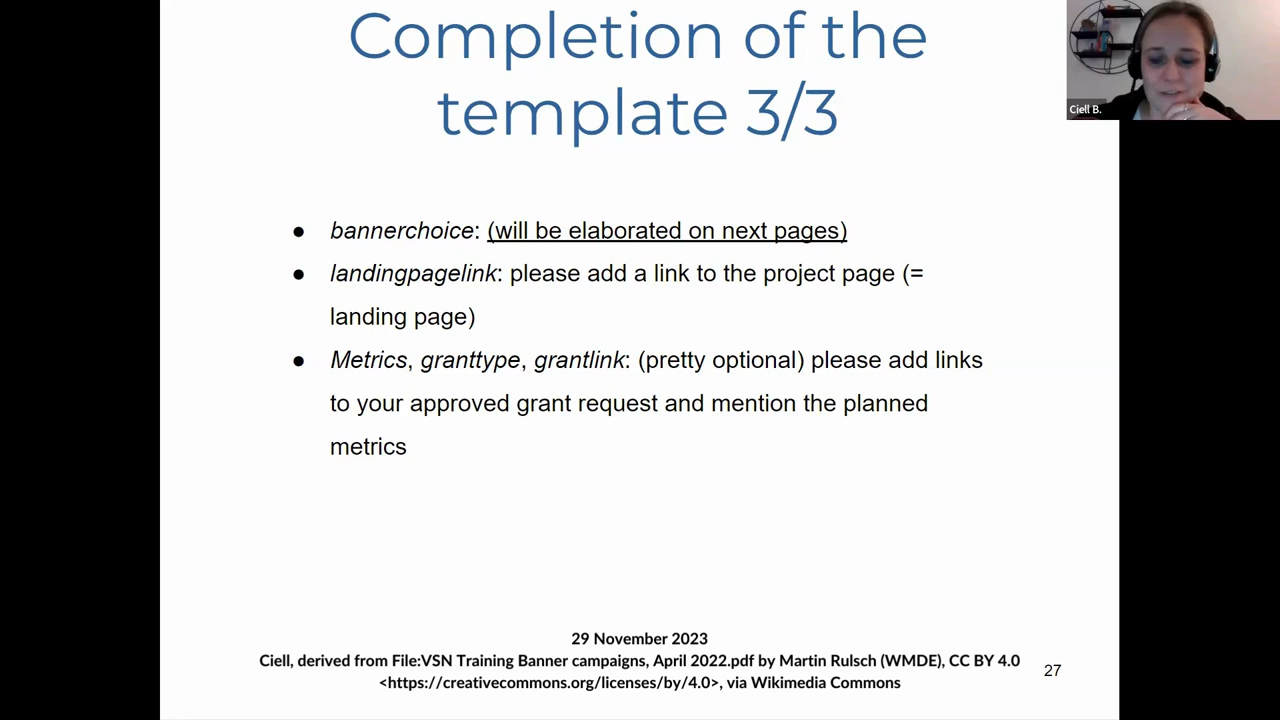 Completion of the
template 3/3
Ciell B.
● bannerchoice: (will be elaborated on next pages)
● landingpagelink: please add a link to the project page (=
landing page)
● Metrics, granttype, grantlink: (pretty optional) please add links
to your approved grant request and mention the planned
metrics
29 November 2023
Ciell, derived from File:VSN Training Banner campaigns, April 2022.pdf by Martin Rulsch (WMDE), CC BY 4.0
<https://creativecommons.org/licenses/by/4.0>, via Wikimedia Commons
27